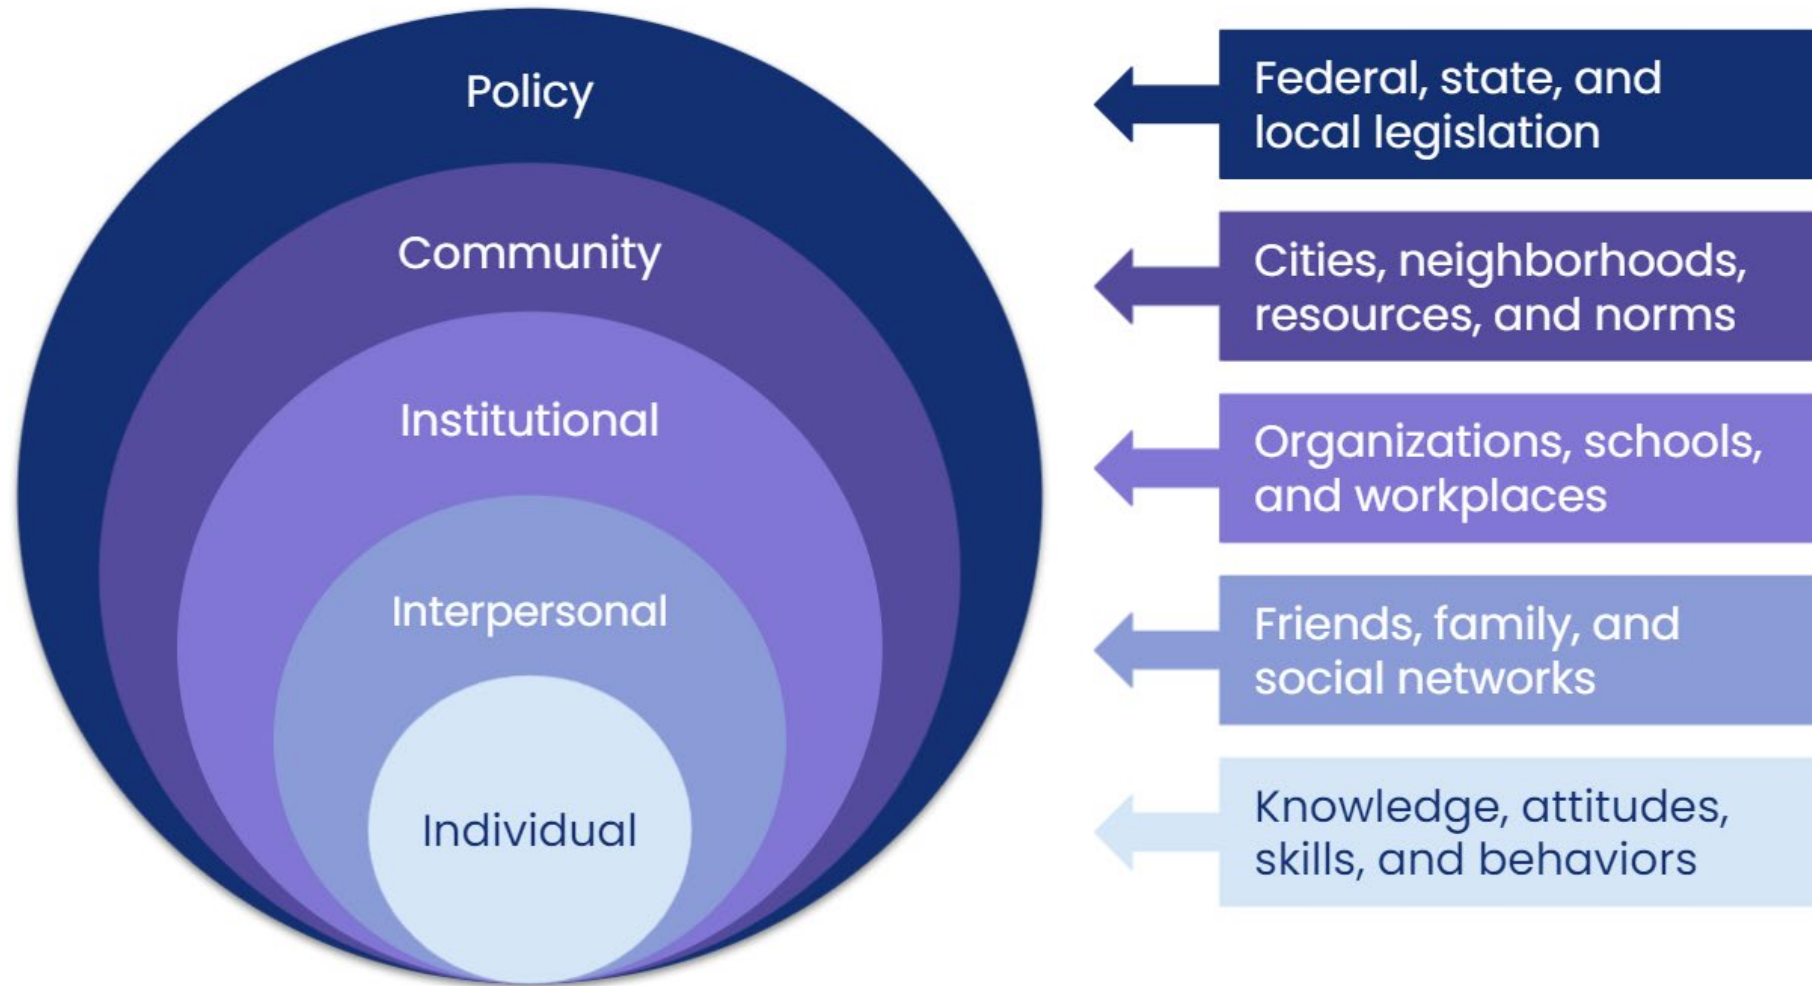 Policy
Community
Institutional
Interpersonal
Individual
Federal, state, and
local legislation
Cities, neighborhoods,
resources, and norms
Organizations, schools,
and workplaces
Friends, family, and
social networks
Knowledge, attitudes,
skills, and behaviors